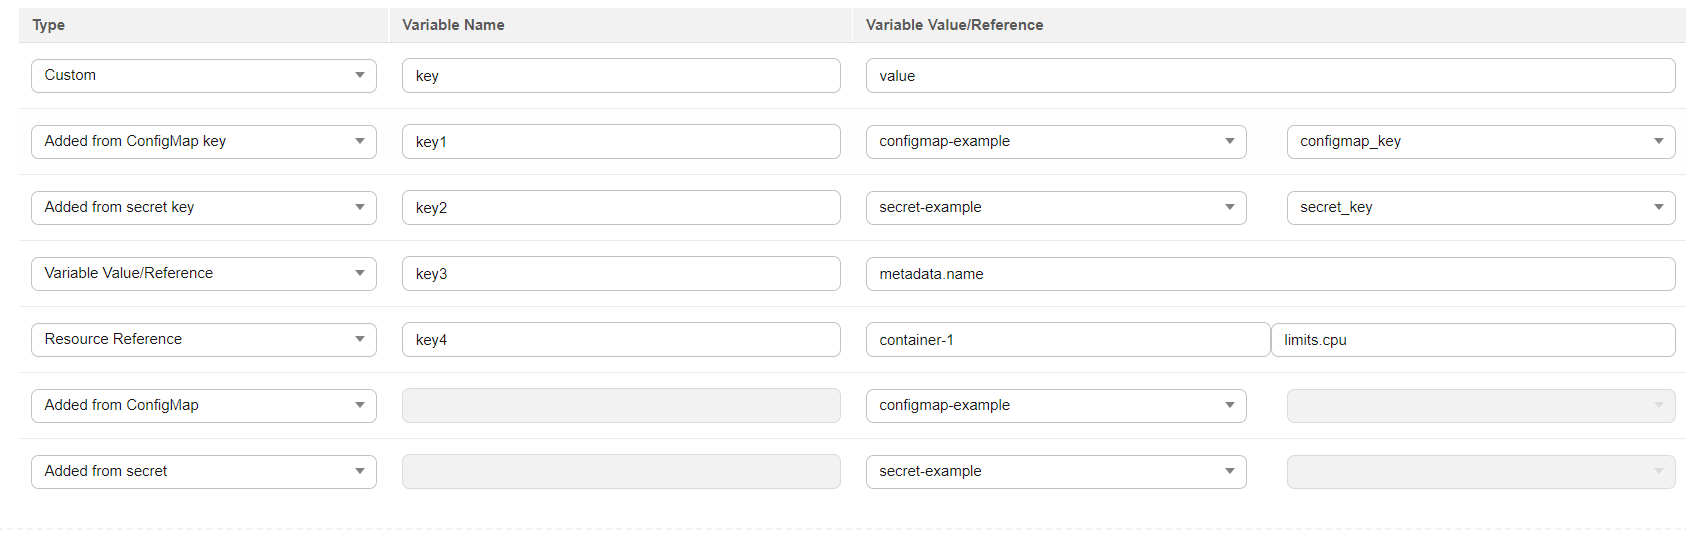 Type Variable Name Variable Value/Reference
Custom key value
Added from ConfigMap key key1 configmap-example configmap_key
Added from secret key key2 secret-example secret_key
Variable Value/Reference key3 metadata.name
Resource Reference key4 container-1 limits.cpu
Added from ConfigMap configmap-example
Added from secret secret-example